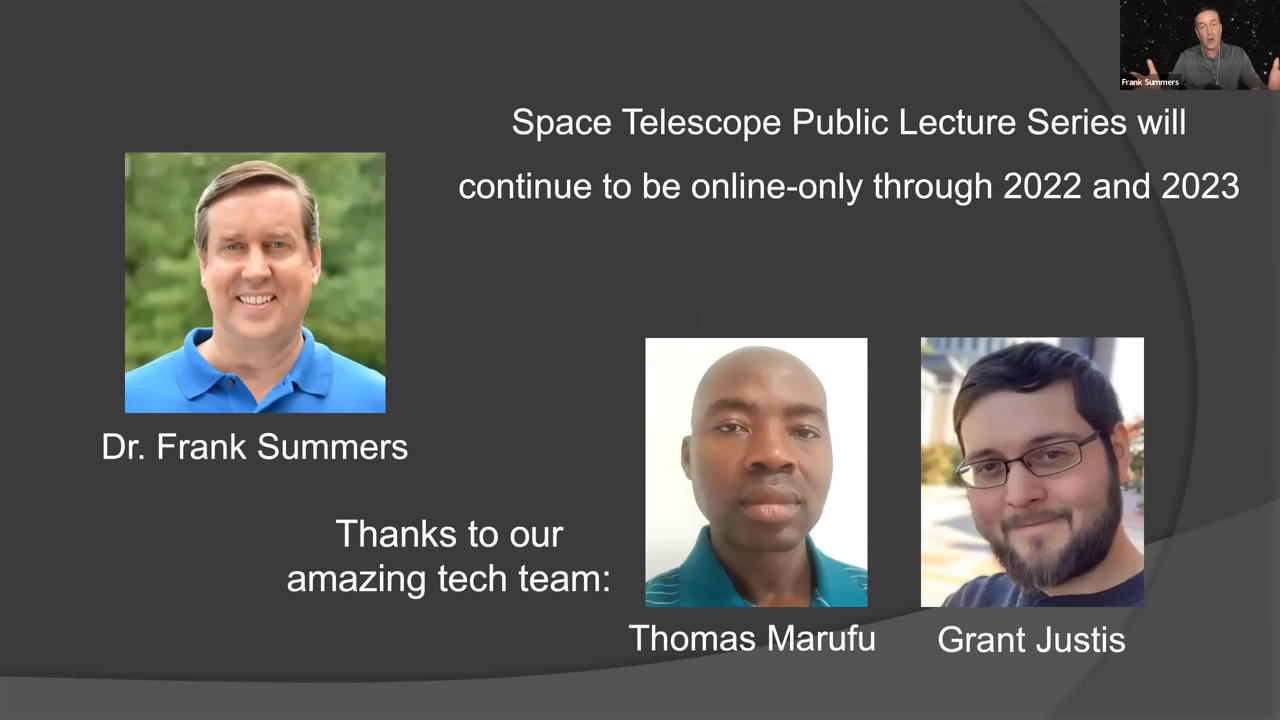 Frank Summers
Space Telescope Public Lecture Series will
continue to be online-only through 2022 and 2023
Dr. Frank Summers
Thanks to our
amazing tech team:
Thomas Marufu
Grant Justis